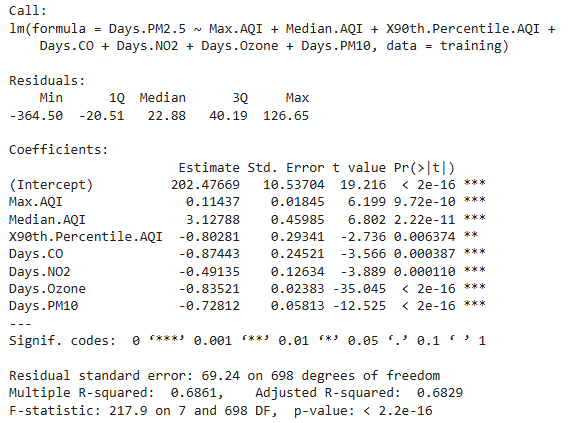 Call:
lm(formula = Days.PM2.5 ~ Max.AQI + Median.AQI + X90th.Percentile.AQI +
    Days.CO + Days.NO2 + Days.Ozone + Days.PM10, data = training)

Residuals:
    Min      1Q  Median      3Q     Max
-364.50  -20.51   22.88   40.19  126.65

Coefficients:
                      Estimate Std. Error t value Pr(>|t|)
(Intercept)          202.47669   10.53704  19.216  < 2e-16 ***
Max.AQI                0.11437    0.01845   6.199 9.72e-10 ***
Median.AQI             3.12788    0.45985   6.802 2.22e-11 ***
X90th.Percentile.AQI  -0.80281    0.29341  -2.736 0.006374 **
Days.CO               -0.87443    0.24521  -3.566 0.000387 ***
Days.NO2              -0.49135    0.12634  -3.889 0.000110 ***
Days.Ozone            -0.83521    0.02383 -35.045  < 2e-16 ***
Days.PM10             -0.72812    0.05813 -12.525  < 2e-16 ***
---
Signif. codes:  0 ‘***’ 0.001 ‘**’ 0.01 ‘*’ 0.05 ‘.’ 0.1 ‘ ’ 1

Residual standard error: 69.24 on 698 degrees of freedom
Multiple R-squared:  0.6861,    Adjusted R-squared:  0.6829
F-statistic: 217.9 on 7 and 698 DF,  p-value: < 2.2e-16